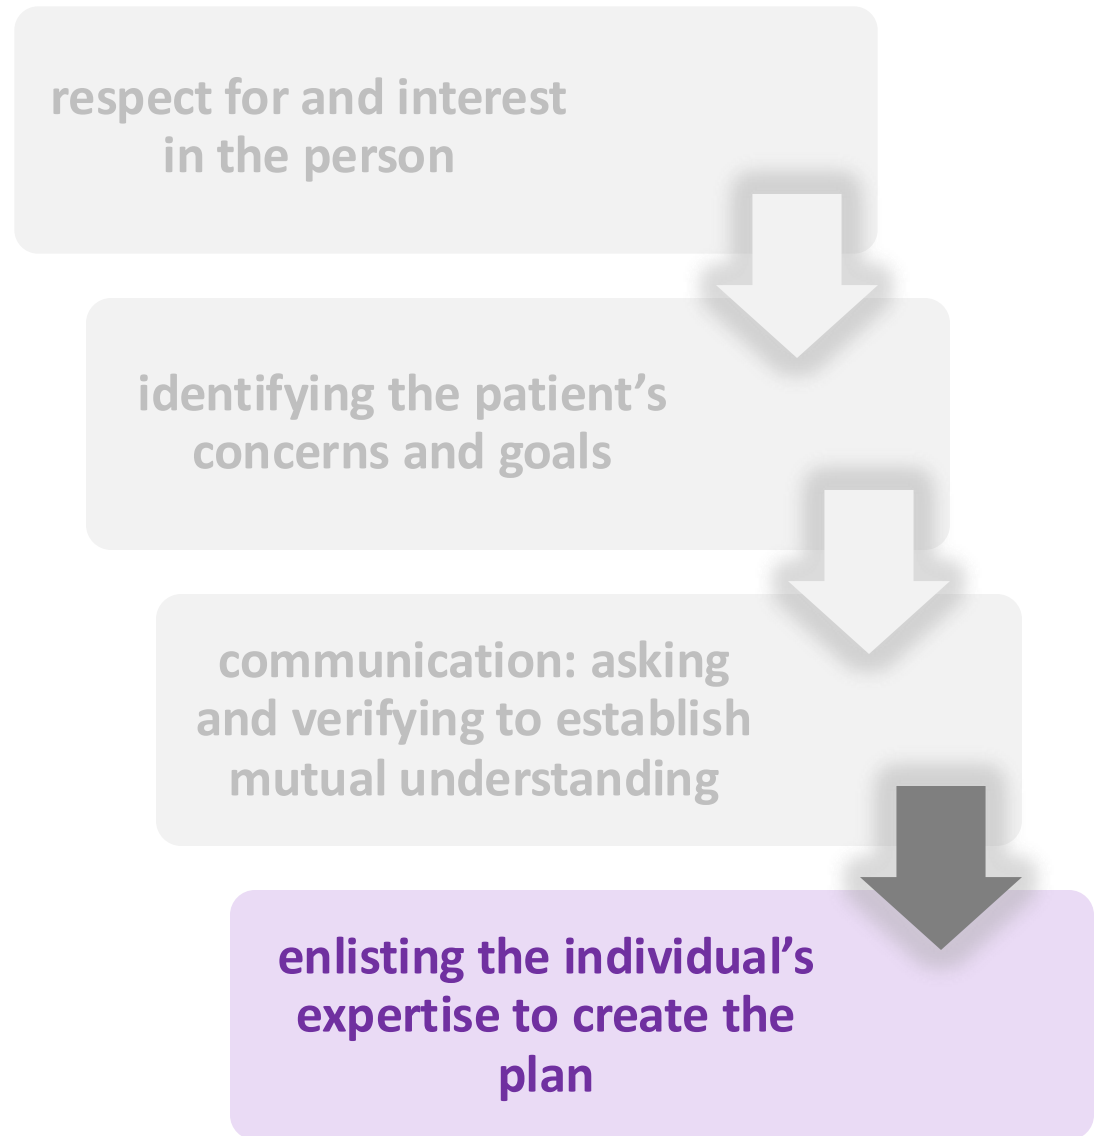 respect for and interest
in the person
identifying the patient’s
concerns and goals
communication: asking
and verifying to establish
mutual understanding
enlisting the individual’s
expertise to create the
plan